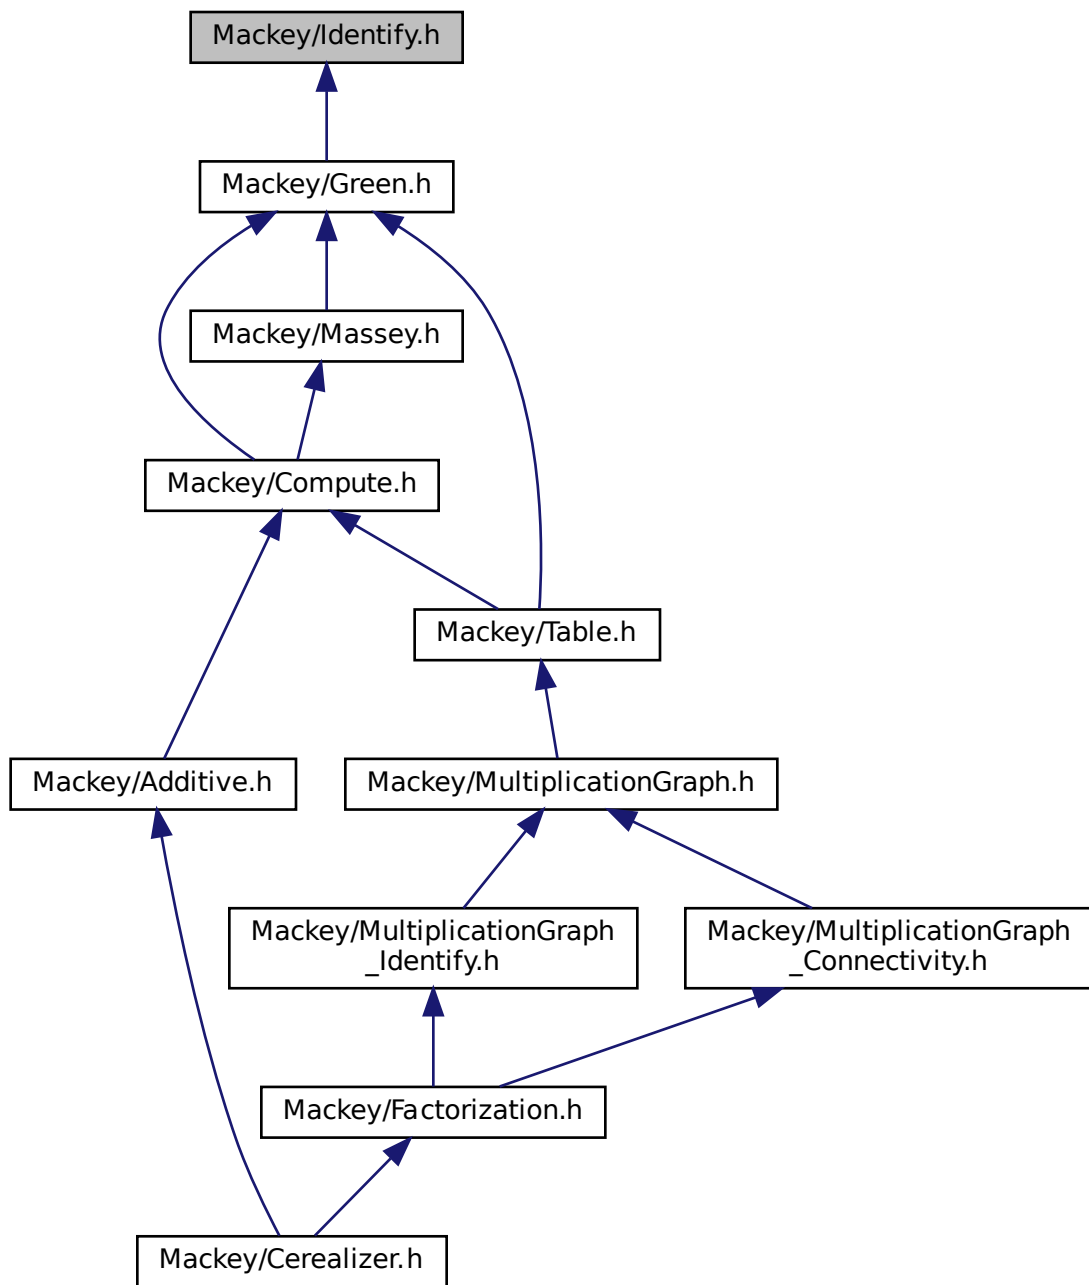 Mackey/Identify.h
Mackey/Green.h
Mackey/Massey.h
Mackey/Compute.h
Mackey/Table.h
Mackey/Additive.h
Mackey/MultiplicationGraph.h
Mackey/MultiplicationGraph
_Identify.h
Mackey/MultiplicationGraph
_Connectivity.h
Mackey/Factorization.h
Mackey/Cerealizer.h